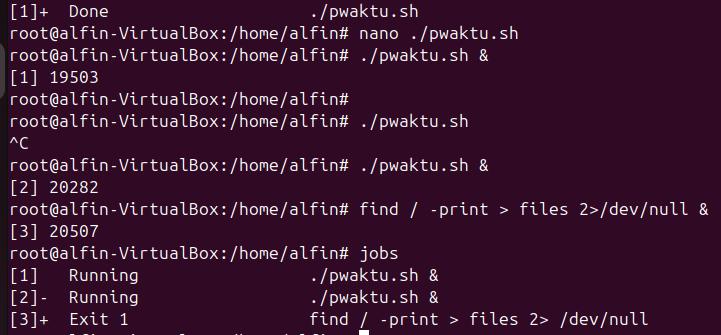 [1]+  Done                    ./pwaktu.sh
root@alfin-VirtualBox:/home/alfin# nano ./pwaktu.sh
root@alfin-VirtualBox:/home/alfin# ./pwaktu.sh &
[1] 19503
root@alfin-VirtualBox:/home/alfin#
root@alfin-VirtualBox:/home/alfin# ./pwaktu.sh
^C
root@alfin-VirtualBox:/home/alfin# ./pwaktu.sh &
[2] 20282
root@alfin-VirtualBox:/home/alfin# find / -print > files 2>/dev/null &
[3] 20507
root@alfin-VirtualBox:/home/alfin# jobs
[1]   Running                 ./pwaktu.sh &
[2]-  Running                 ./pwaktu.sh &
[3]+  Exit 1                  find / -print > files 2> /dev/null